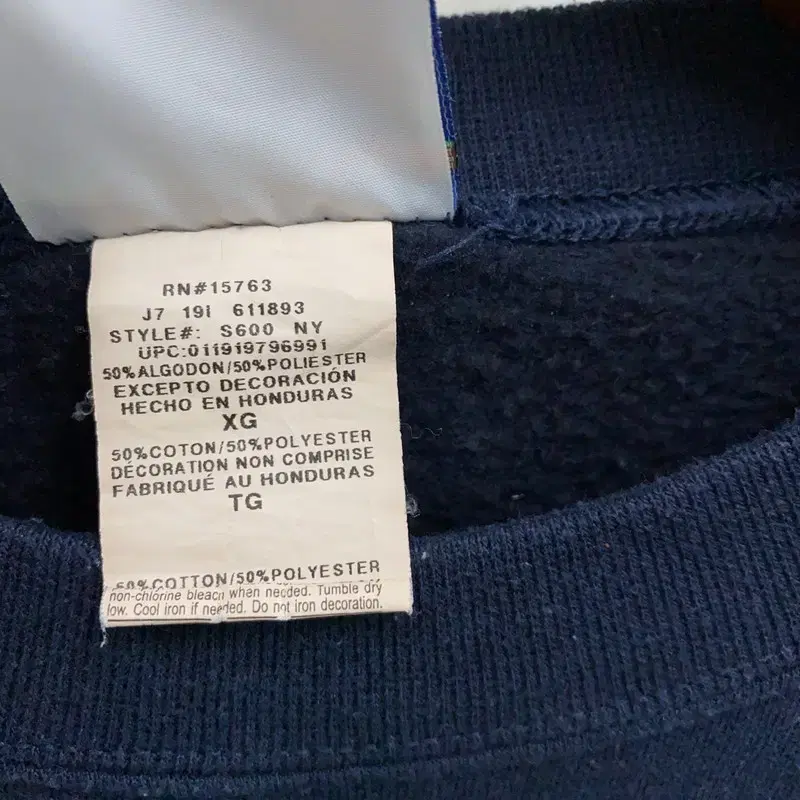 RN#15763
J7 19I 611893
STYLE#: S600 NY
UPC:011919796991
50%ALGODON/50%POLIESTER
EXCEPTO DECORACIÓN
HECHO EN HONDURAS
XG
50%COTON/50%POLYESTER
DÉCORATION NON COMPRISE
FABRIQUÉ AU HONDURAS
TG
50%COTTON/50%POLYESTER
non-chlorine bleach when needed. Tumble dry
low. Cool iron if needed. Do not iron decoration.